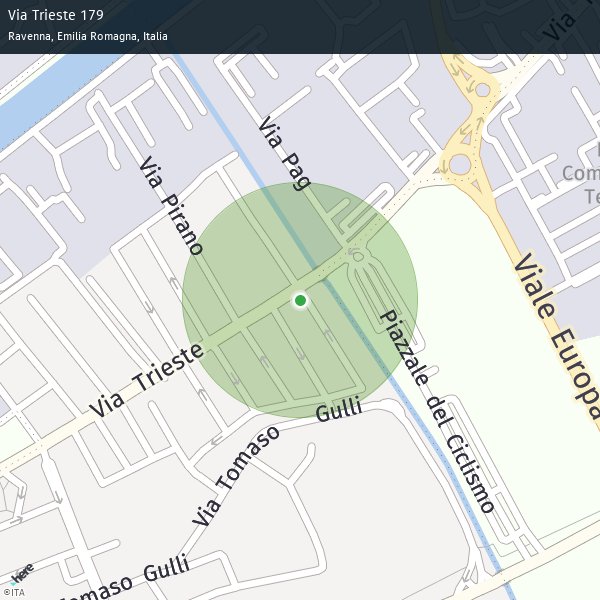 Via Trieste 179
Ravenna, Emilia Romagna, Italia
Via
Via Pag
Via Pirano
Com
Te
Viale Europa
Piazzale del Ciclismo
Via Trieste
Gulli
Via Tomaso
Tomaso Gulli
here
©ITA